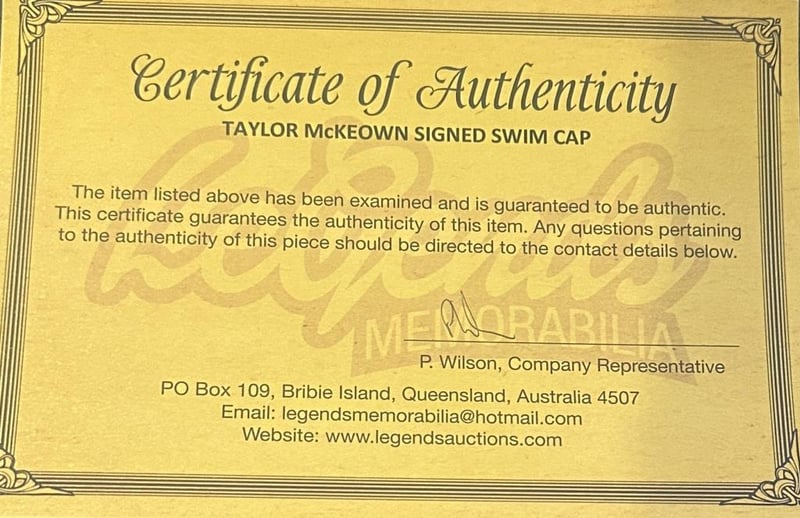 Certificate of Authenticity
TAYLOR McKEOWN SIGNED SWIM CAP
The item listed above has been examined and is guaranteed to be authentic.
This certificate guarantees the authenticity of this item. Any questions pertaining
to the authenticity of this piece should be directed to the contact details below.
Legends
MEMORABILIA
P. Wilson, Company Representative
PO Box 109, Bribie Island, Queensland, Australia 4507
Email: legendsmemorabilia@hotmail.com
Website: www.legendsauctions.com